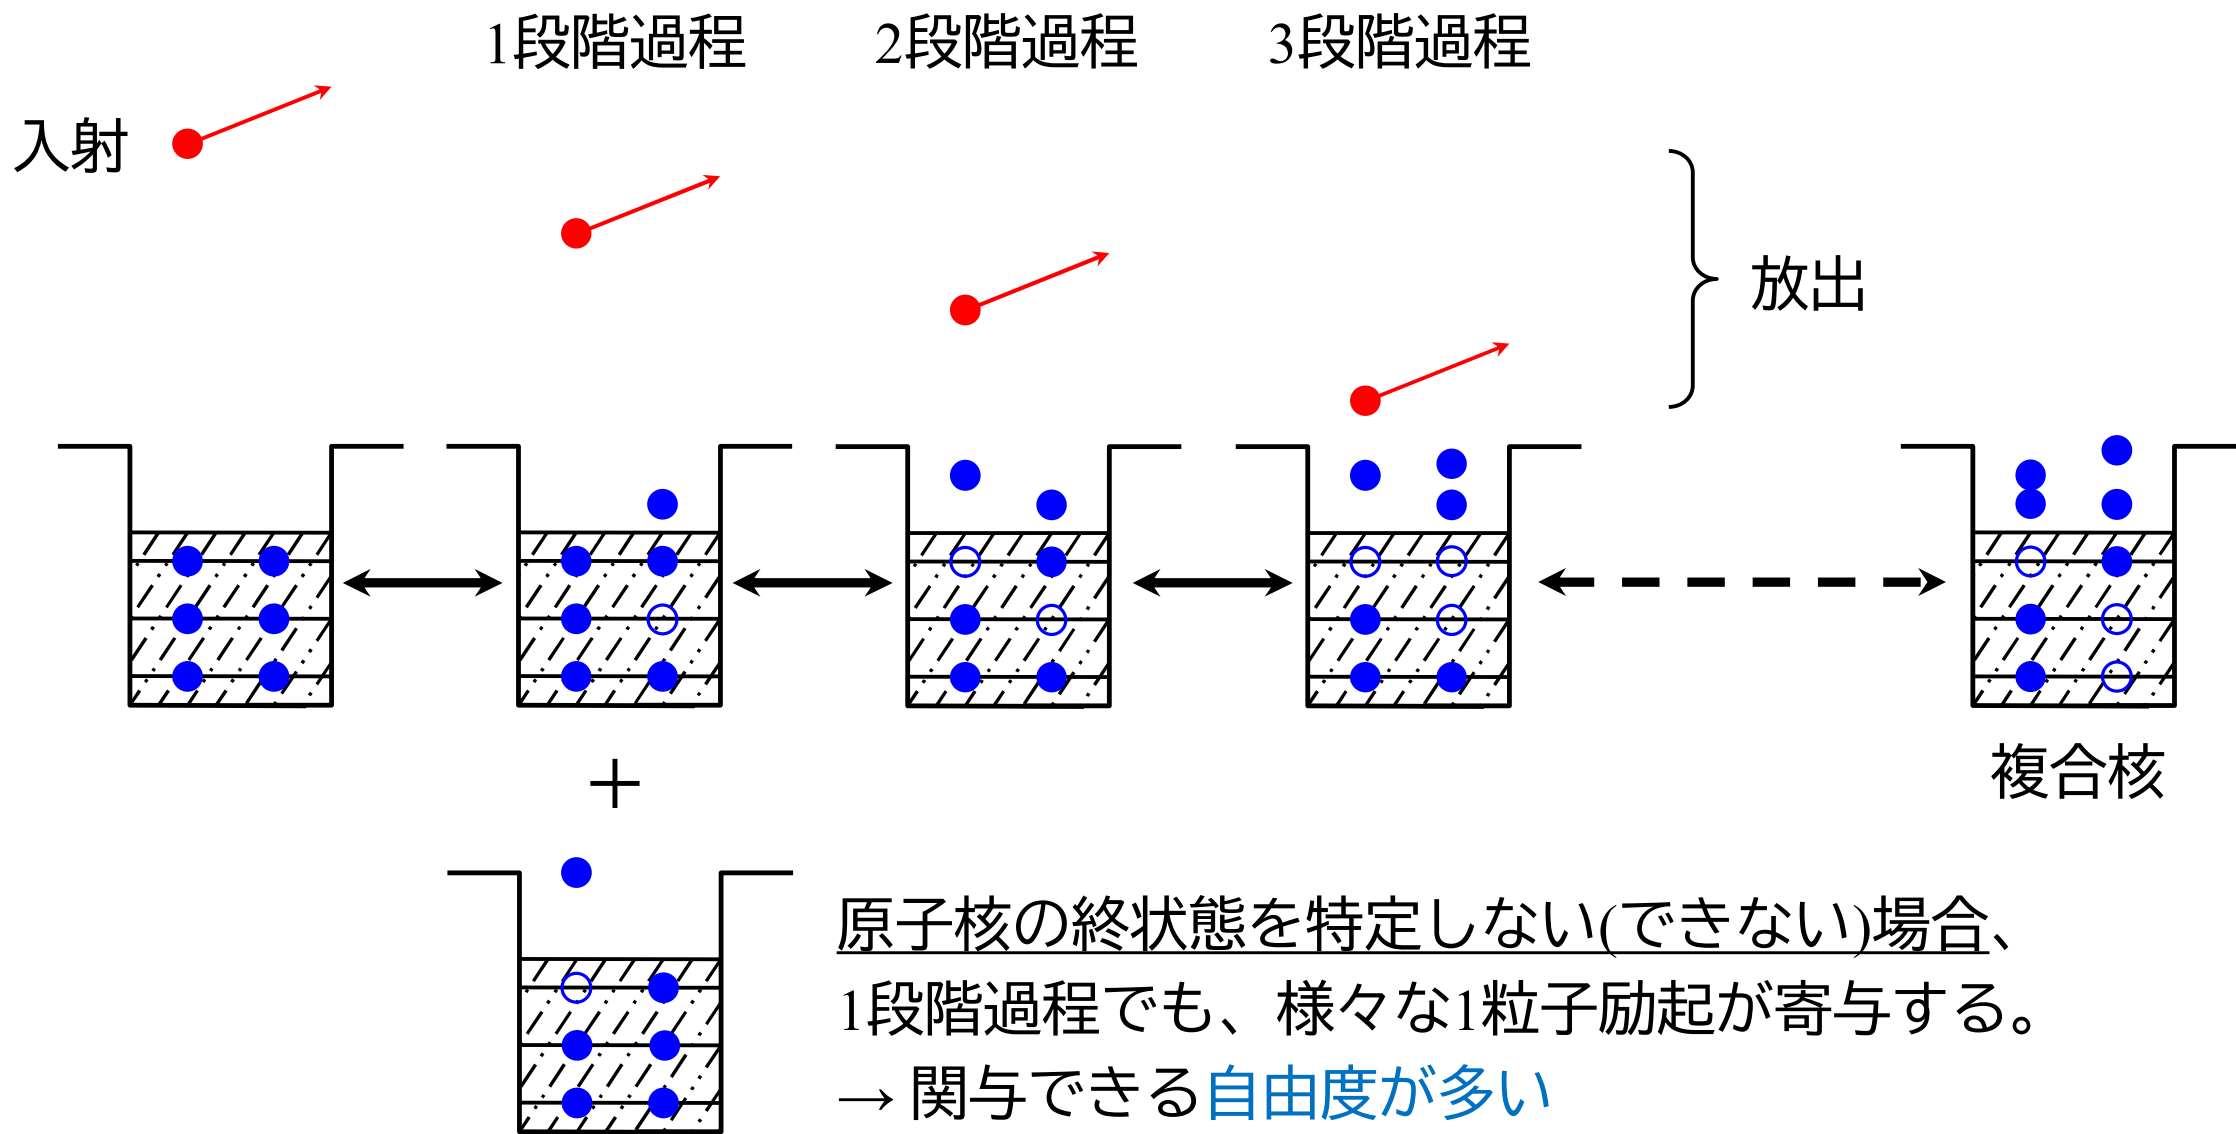 1段階過程
2段階過程
3段階過程
入射
放出
複合核
+
原子核の終状態を特定しない(できない)場合、
1段階過程でも、様々な1粒子励起が寄与する。
→ 関与できる自由度が多い